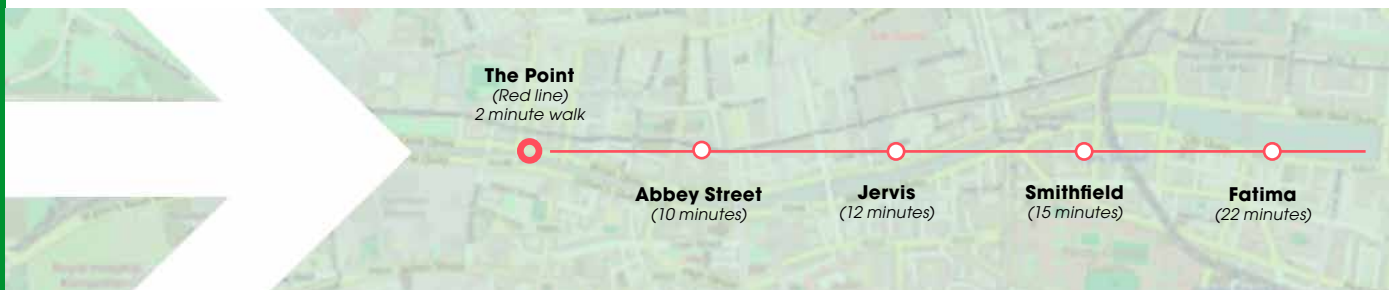 The Point
(Red line)
2 minute walk
Abbey Street
(10 minutes)
Jervis
(12 minutes)
Smithfield
(15 minutes)
Fatima
(22 minutes)